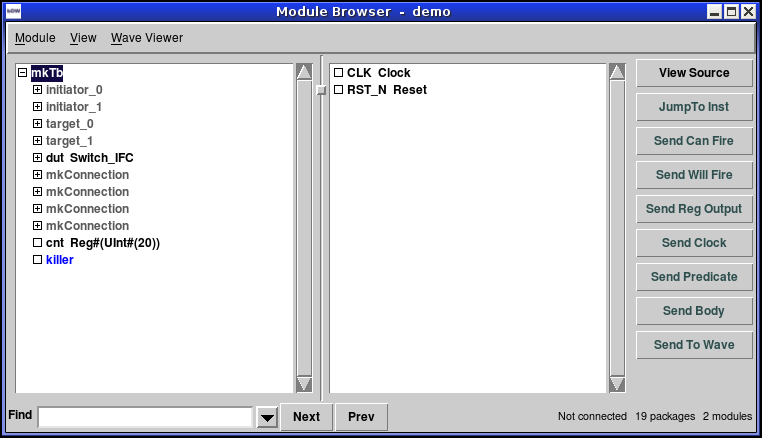 Module Browser - demo
Module View Wave Viewer
mkTb
initiator_0
initiator_1
target_0
target_1
dut Switch_IFC
mkConnection
mkConnection
mkConnection
mkConnection
cnt Reg#(UInt#(20))
killer
CLK Clock
RST_N Reset
View Source
JumpTo Inst
Send Can Fire
Send Will Fire
Send Reg Output
Send Clock
Send Predicate
Send Body
Send To Wave
Find Next Prev Not connected 19 packages 2 modules